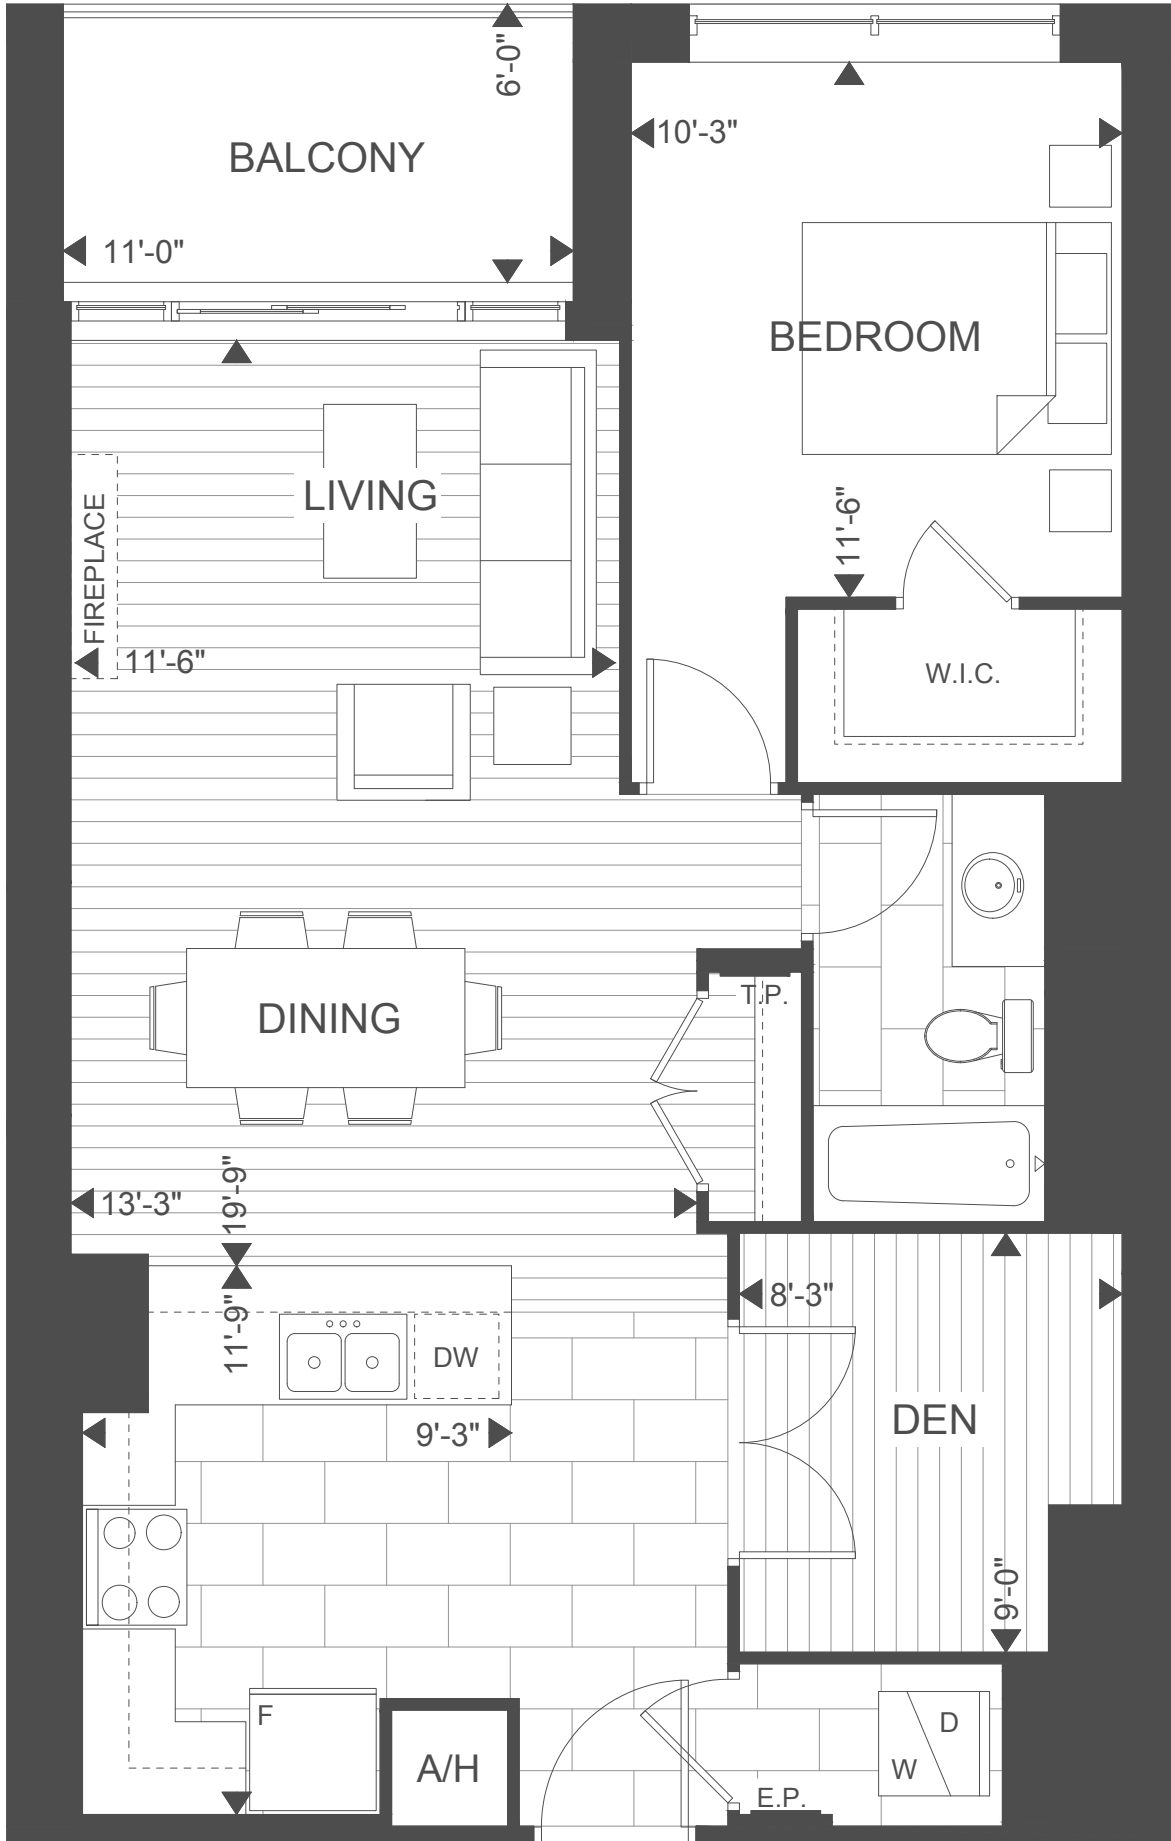 6'-0"
10'-3"
BALCONY
11'-0"
BEDROOM
LIVING
FIREPLACE
11'-6"
11'-6"
W.I.C.
T.P.
DINING
13'-3"
19'-9"
11'-9"
8'-3"
DW
DEN
9'-3"
9'-0"
F
D
W
A/H
E.P.